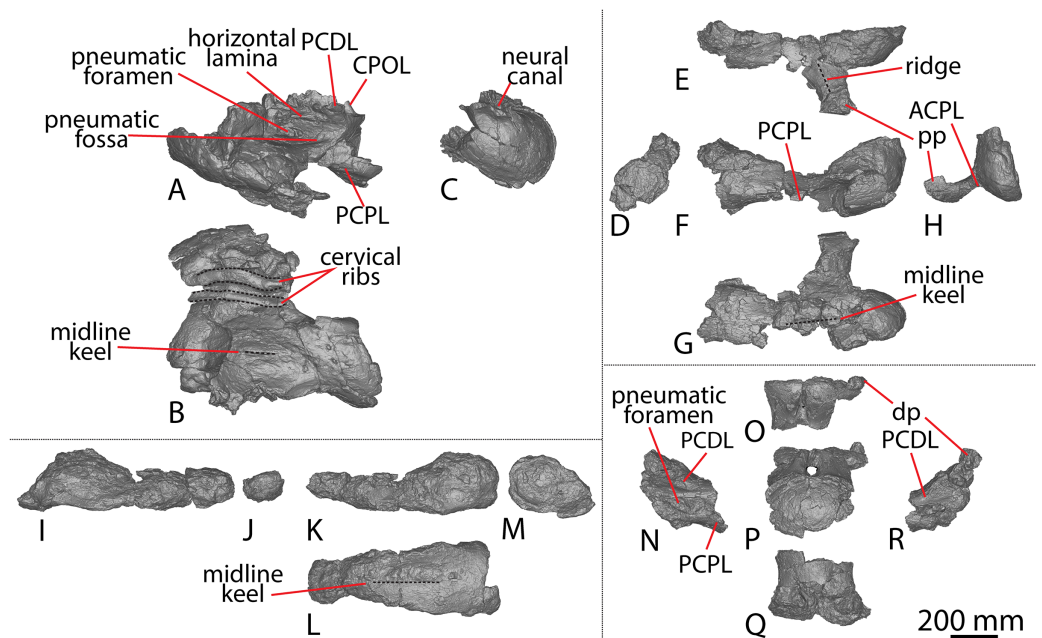 pneumatic
foramen
horizontal
lamina
PCDL
CPOL
pneumatic
fossa
PCPL
A
neural
canal
C
cervical
ribs
midline
keel
B
E
ridge
pp
ACPL
PCPL
D
F
H
midline
keel
G
I
J
K
M
midline
keel
L
pneumatic
foramen
PCDL
PCPL
N
O
dp
PCDL
P
R
Q
200 mm